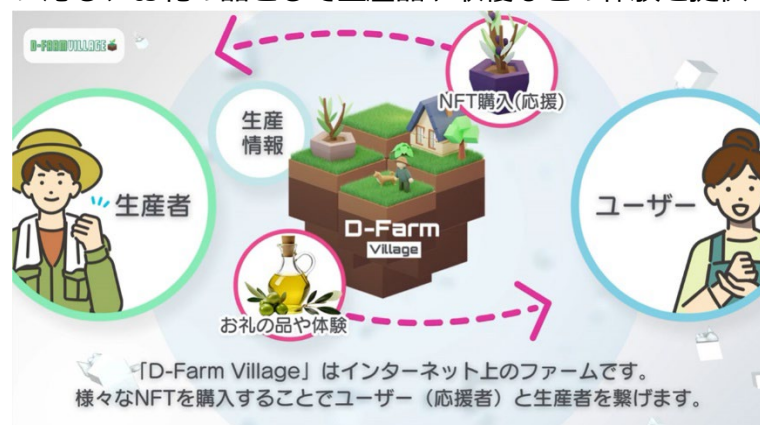 D-FARM VILLAGE
NFT購入(応援)
生産
情報
生産者
ユーザー
D-Farm
Village
お礼の品や体験
「D-Farm Village」はインターネット上のファームです。
様々なNFTを購入することでユーザー（応援者）と生産者を繋げます。